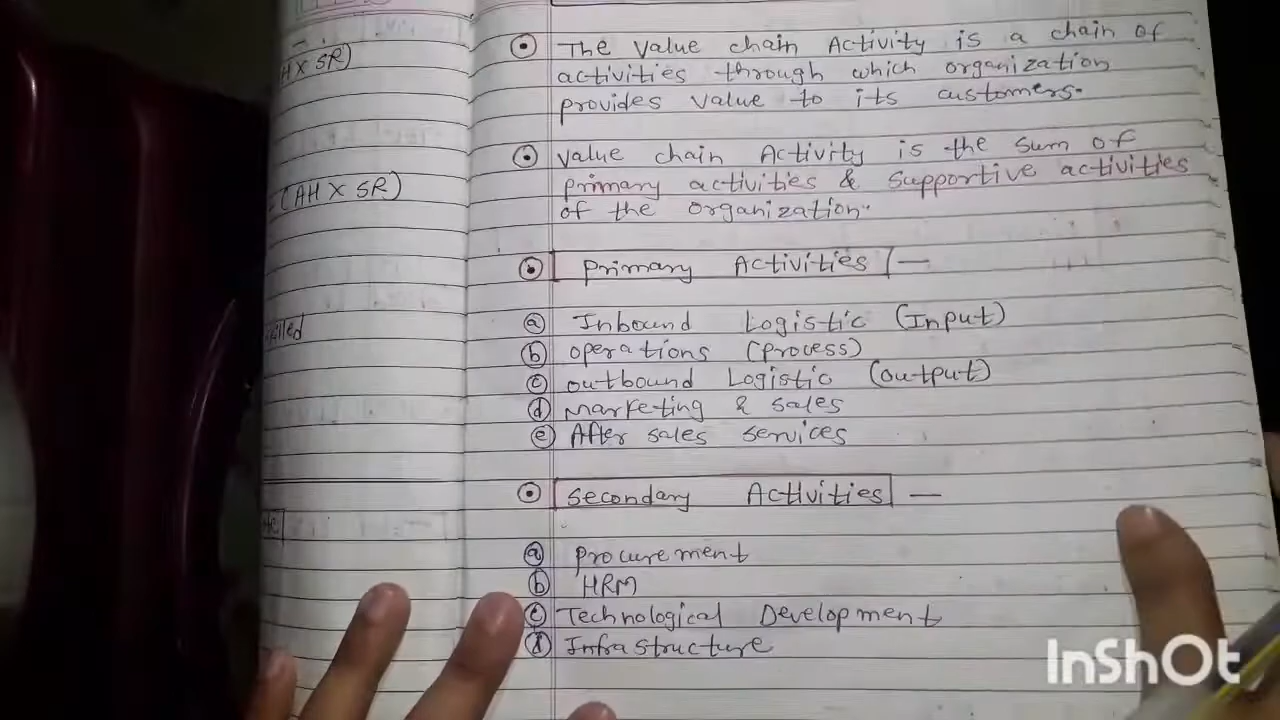 H X SR)
(AH X SR)
killed
⊙ The value chain Activity is a chain of
activities through which organization
provides value to its customers.
⊙ value chain Activity is the sum of
primary activities & supportive activities
of the organization.
⊙ Primary Activities —
ⓐ Inbound Logistic (Input)
ⓑ operations (process)
ⓒ outbound Logistic (output)
ⓓ Marketing & sales
ⓔ After sales services
⊙ Secondary Activities —
ⓐ procurement
ⓑ HRM
ⓒ Technological Development
ⓓ Infrastructure
InShOt